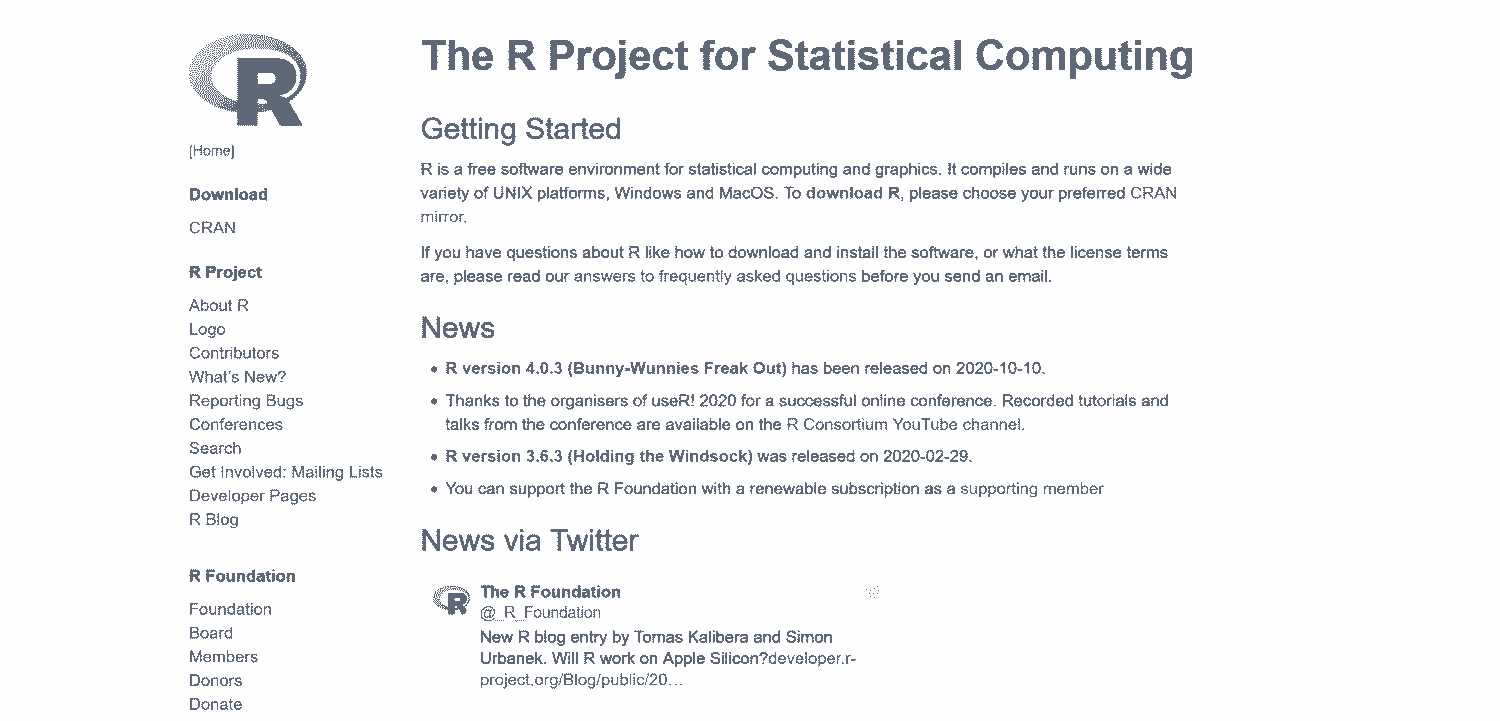 R
[Home]
Download
CRAN
R Project
About R
Logo
Contributors
What's New?
Reporting Bugs
Conferences
Search
Get Involved: Mailing Lists
Developer Pages
R Blog
R Foundation
Foundation
Board
Members
Donors
Donate
The R Project for Statistical Computing
Getting Started
R is a free software environment for statistical computing and graphics. It compiles and runs on a wide
variety of UNIX platforms, Windows and MacOS. To download R, please choose your preferred CRAN
mirror.
If you have questions about R like how to download and install the software, or what the license terms
are, please read our answers to frequently asked questions before you send an email.
News
• R version 4.0.3 (Bunny-Wunnies Freak Out) has been released on 2020-10-10.
• Thanks to the organisers of useR! 2020 for a successful online conference. Recorded tutorials and
talks from the conference are available on the R Consortium YouTube channel.
• R version 3.6.3 (Holding the Windsock) was released on 2020-02-29.
• You can support the R Foundation with a renewable subscription as a supporting member
News via Twitter
R
The R Foundation
@_R_Foundation
New R blog entry by Tomas Kalibera and Simon
Urbanek. Will R work on Apple Silicon?developer.r-
project.org/Blog/public/20…